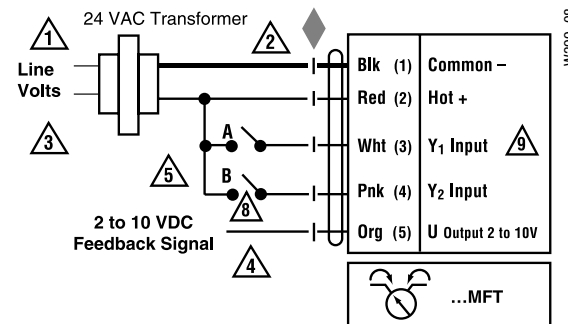 24 VAC Transformer
1
2
Line
Volts
3
Blk (1) Common –
Red (2) Hot +
A
Wht (3) Y1 Input
9
5
B
Pnk (4) Y2 Input
8
2 to 10 VDC
Feedback Signal
Org (5) U Output 2 to 10V
4
...MFT